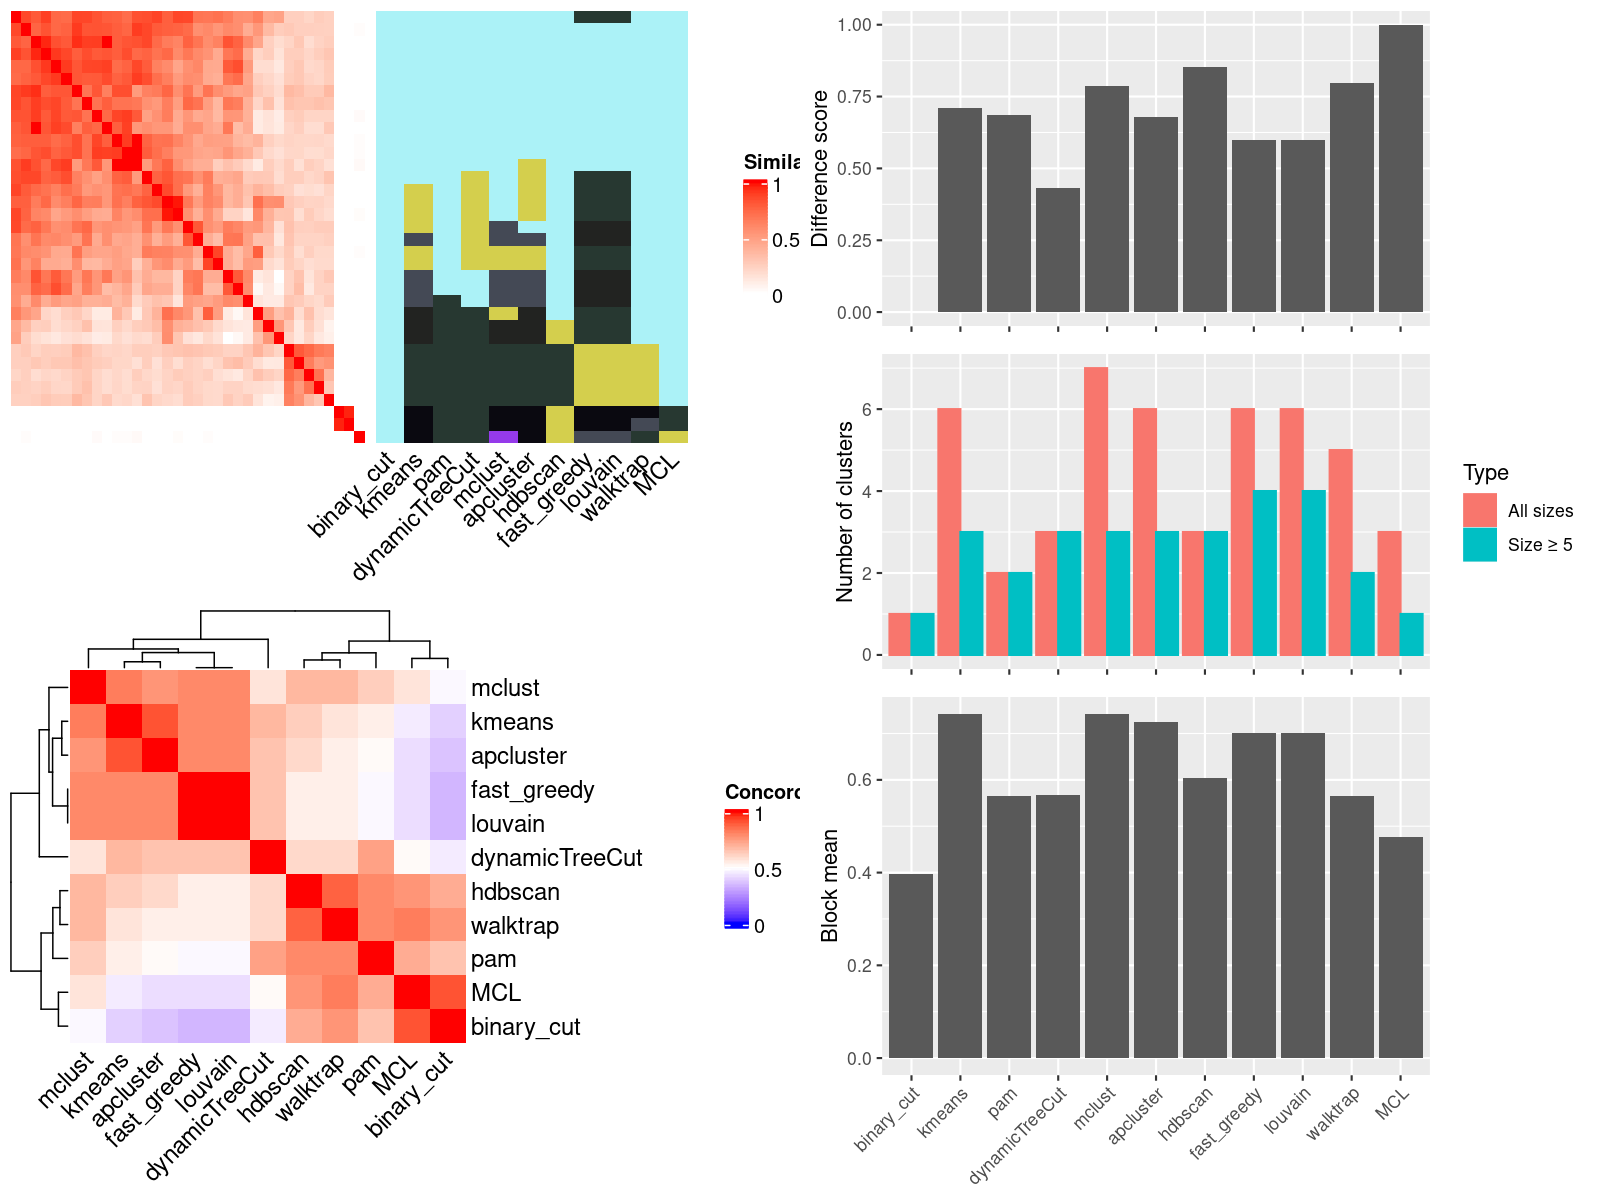 Simila
1
0.5
0
binary_cut
kmeans
pam
dynamicTreeCut
mclust
apcluster
hdbscan
fast_greedy
louvain
walktrap
MCL
mclust
kmeans
apcluster
fast_greedy
louvain
dynamicTreeCut
hdbscan
walktrap
pam
MCL
binary_cut
mclust
kmeans
apcluster
fast_greedy
louvain
dynamicTreeCut
hdbscan
walktrap
pam
MCL
binary_cut
Concord
1
0.5
0
Difference score
1.00
0.75
0.50
0.25
0.00
Number of clusters
6
4
2
0
Type
All sizes
Size ≥ 5
Block mean
0.6
0.4
0.2
0.0
binary_cut
kmeans
pam
dynamicTreeCut
mclust
apcluster
hdbscan
fast_greedy
louvain
walktrap
MCL